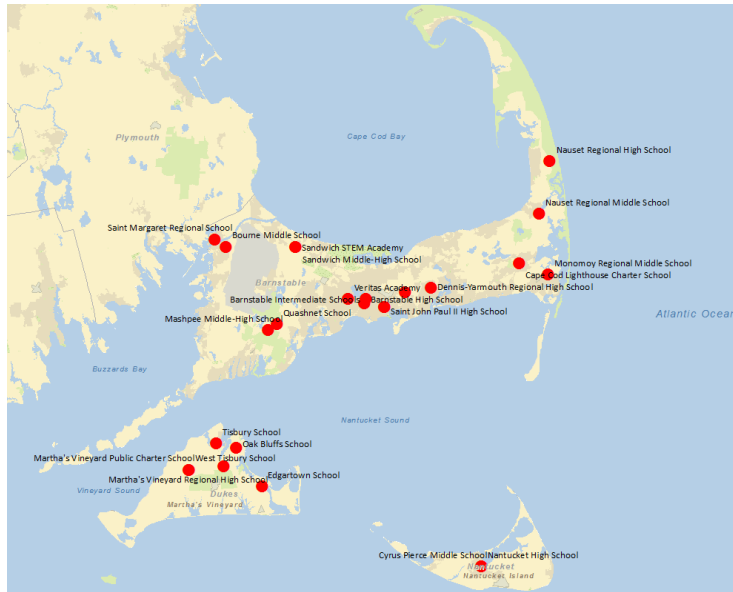 Plymouth
Cape Cod Bay
Nauset Regional High School
Nauset Regional Middle School
Saint Margaret Regional School
Bourne Middle School
Sandwich STEM Academy
Sandwich Middle-High School
Monomoy Regional Middle School
Cape Cod Lighthouse Charter School
Barnstable
Veritas Academy
Dennis-Yarmouth Regional High School
Barnstable Intermediate Schools
Barnstable High School
Saint John Paul II High School
Quashnet School
Mashpee Middle-High School
Atlantic Ocean
Buzzards Bay
Nantucket Sound
Tisbury School
Oak Bluffs School
Martha's Vineyard Public Charter School
West Tisbury School
Martha's Vineyard Regional High School
Edgartown School
Vineyard Sound
Dukes
Martha's Vineyard
Cyrus Pierce Middle School
Nantucket High School
Nantucket
Nantucket Island